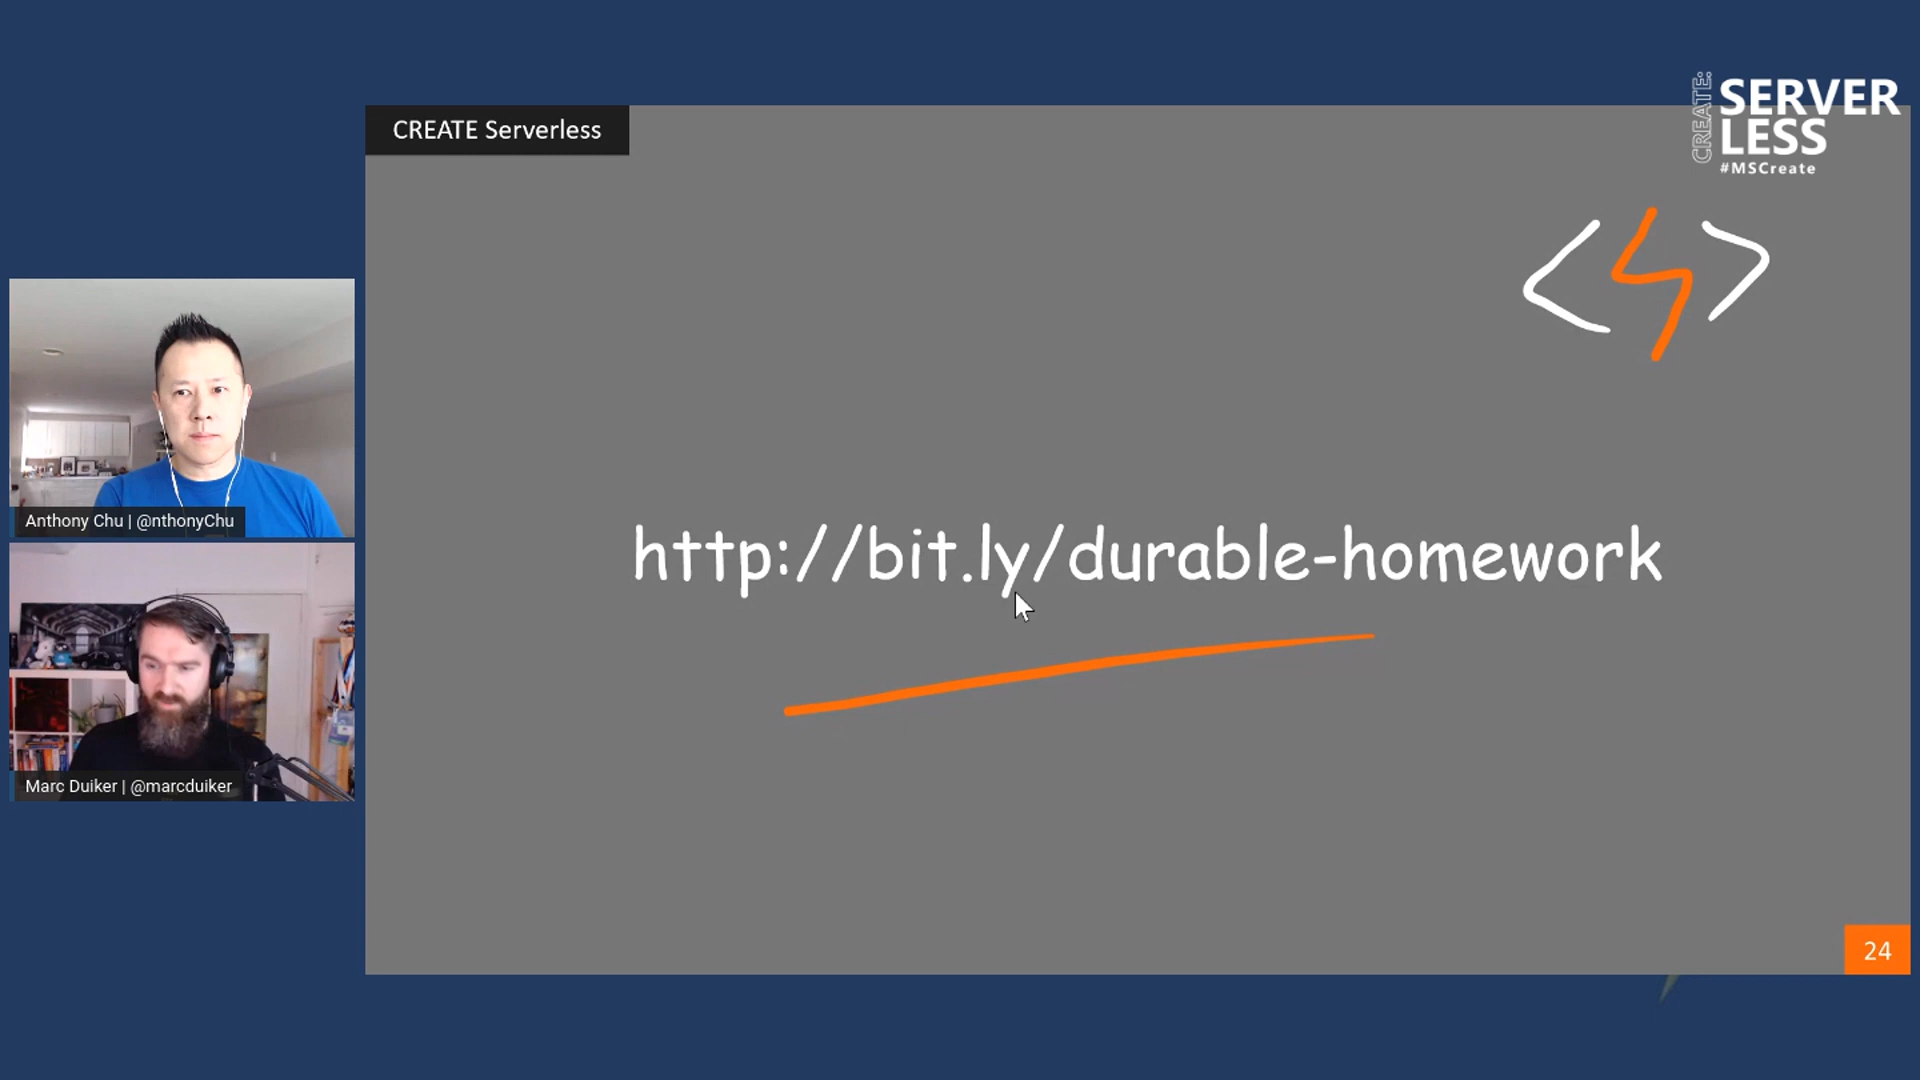 CREATE Serverless
CREATE:
SERVER
LESS
#MSCreate
Anthony Chu | @nthonyChu
http://bit.ly/durable-homework
Marc Duiker | @marcduiker
24